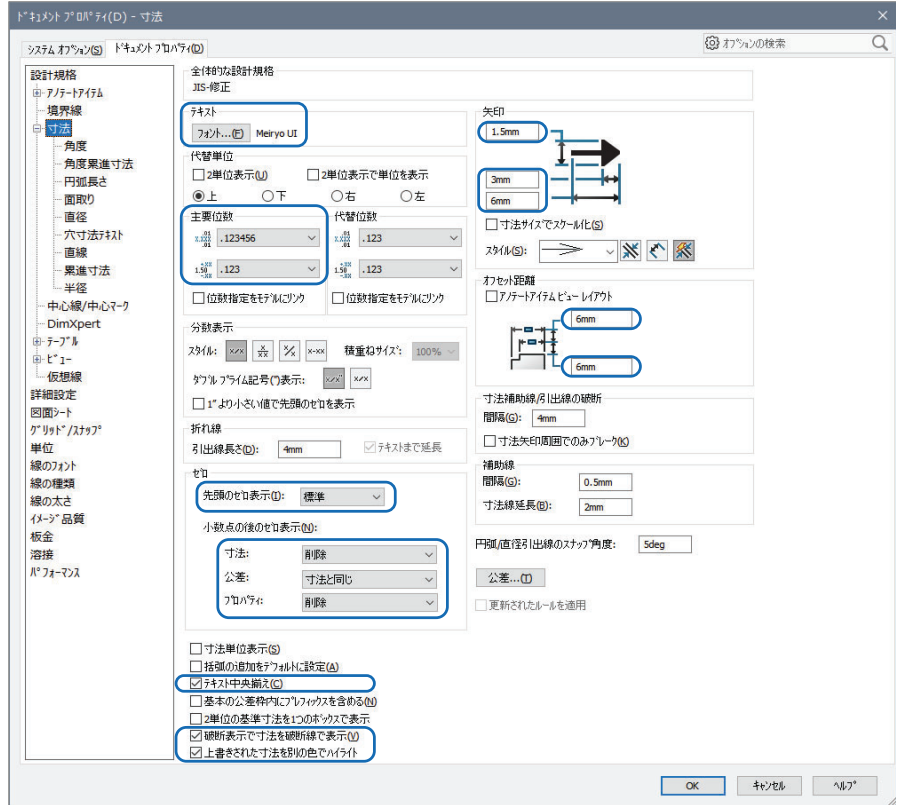 ドキュメント プロパティ(D) - 寸法
システム オプション(S)
ドキュメント プロパティ(D)
オプションの検索
設計規格
アノテートアイテム
境界線
寸法
角度
角度累進寸法
円弧長さ
面取り
直径
穴寸法テキスト
直線
累進寸法
半径
中心線/中心マーク
DimXpert
テーブル
ビュー
仮想線
詳細設定
図面シート
グリッド/スナップ
単位
線のフォント
線の種類
線の太さ
イメージ品質
板金
溶接
パフォーマンス
全体的な設計規格
JIS-修正
テキスト
フォント...(F) Meiryo UI
代替単位
2単位表示(U) 2単位表示で単位を表示
上 下 右 左
主要位数
.123456
.123
位数指定をモデルにリンク
代替位数
.123
.123
位数指定をモデルにリンク
分数表示
スタイル: 積重ねサイズ: 100%
ダブル プライム記号(")表示:
1"より小さい値で先頭のゼロを表示
折れ線
引出線長さ(D): 4mm テキストまで延長
ゼロ
先頭のゼロ表示(I): 標準
小数点の後のゼロ表示(N):
寸法: 削除
公差: 寸法と同じ
プロパティ: 削除
寸法単位表示(S)
括弧の追加をデフォルトに設定(A)
テキスト中央揃え(C)
基本の公差枠内にプレフィックスを含める(N)
2単位の基準寸法を1つのボックスで表示
破断表示で寸法を破断線で表示(V)
上書きされた寸法を別の色でハイライト
矢印
1.5mm
3mm
6mm
寸法サイズでスケール化(S)
スタイル(S):
オフセット距離
アノテートアイテム ビュー レイアウト
6mm
6mm
寸法補助線/引出線の破断
間隔(G): 4mm
寸法矢印周囲でのみブレーク(K)
補助線
間隔(G): 0.5mm
寸法線延長(B): 2mm
円弧/直径引出線のスナップ角度: 5deg
公差...(T)
更新されたルールを適用
OK キャンセル ヘルプ